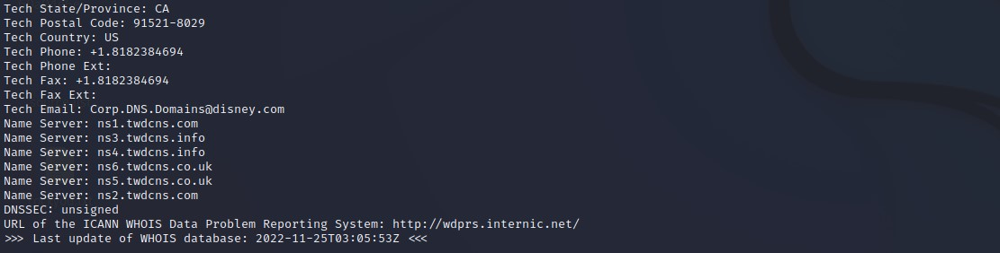 Tech State/Province: CA
Tech Postal Code: 91521-8029
Tech Country: US
Tech Phone: +1.8182384694
Tech Phone Ext:
Tech Fax: +1.8182384694
Tech Fax Ext:
Tech Email: Corp.DNS.Domains@disney.com
Name Server: ns1.twdcns.com
Name Server: ns3.twdcns.info
Name Server: ns4.twdcns.info
Name Server: ns6.twdcns.co.uk
Name Server: ns5.twdcns.co.uk
Name Server: ns2.twdcns.com
DNSSEC: unsigned
URL of the ICANN WHOIS Data Problem Reporting System: http://wdprs.internic.net/
>>> Last update of WHOIS database: 2022-11-25T03:05:53Z <<<